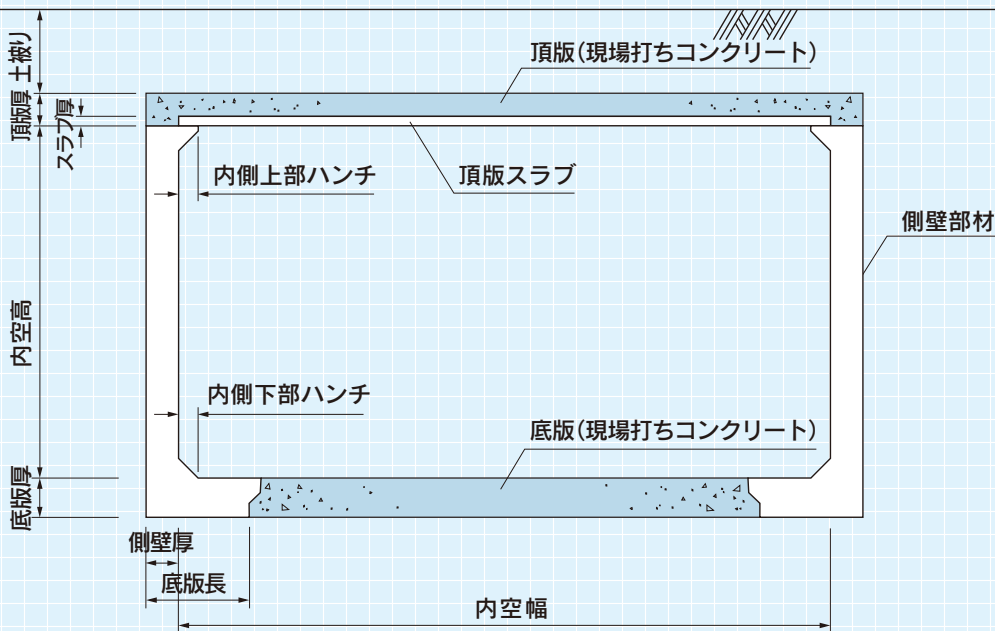 土被り
頂版厚
スラブ厚
頂版(現場打ちコンクリート)
内側上部ハンチ
頂版スラブ
側壁部材
内空高
内側下部ハンチ
底版(現場打ちコンクリート)
底版厚
側壁厚
底版長
内空幅